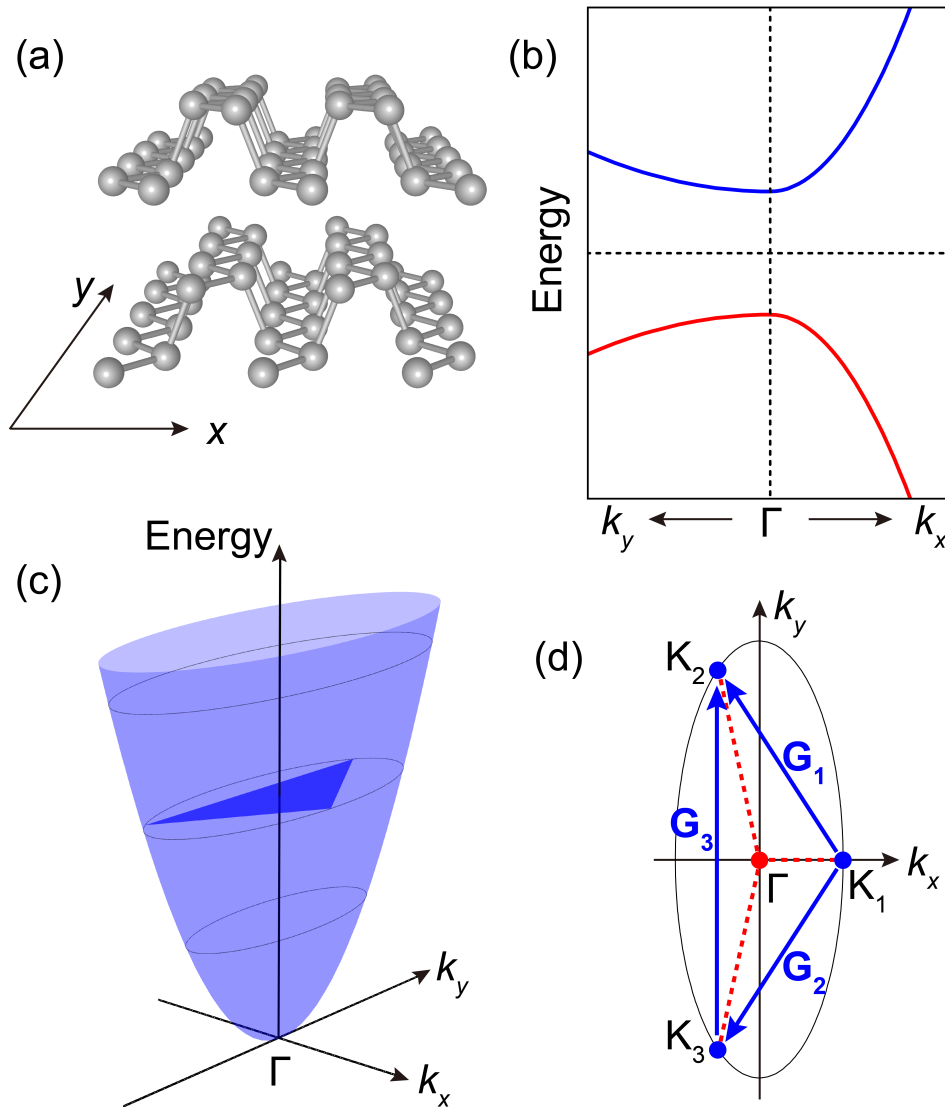 (a)
y
x
(b)
Energy
k_y
Γ
k_x
(c)
Energy
k_y
Γ
k_x
(d)
k_y
K_2
G_1
G_3
Γ
K_1
k_x
G_2
K_3